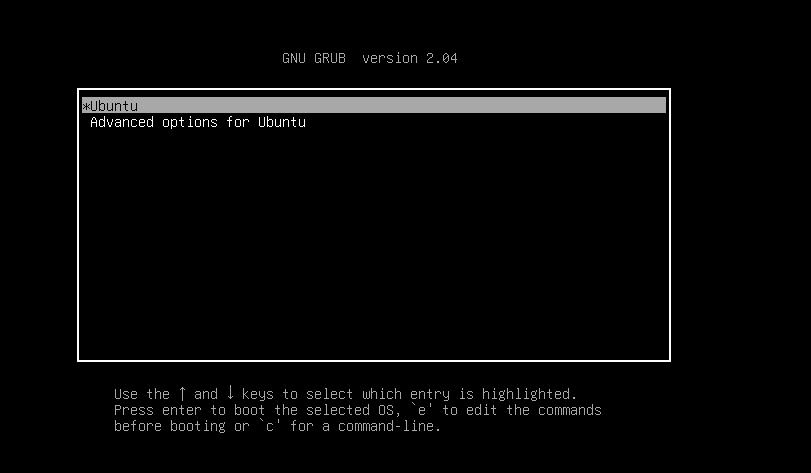 GNU GRUB  version 2.04
*Ubuntu
Advanced options for Ubuntu
Use the ↑ and ↓ keys to select which entry is highlighted.
Press enter to boot the selected OS, `e' to edit the commands
before booting or `c' for a command-line.